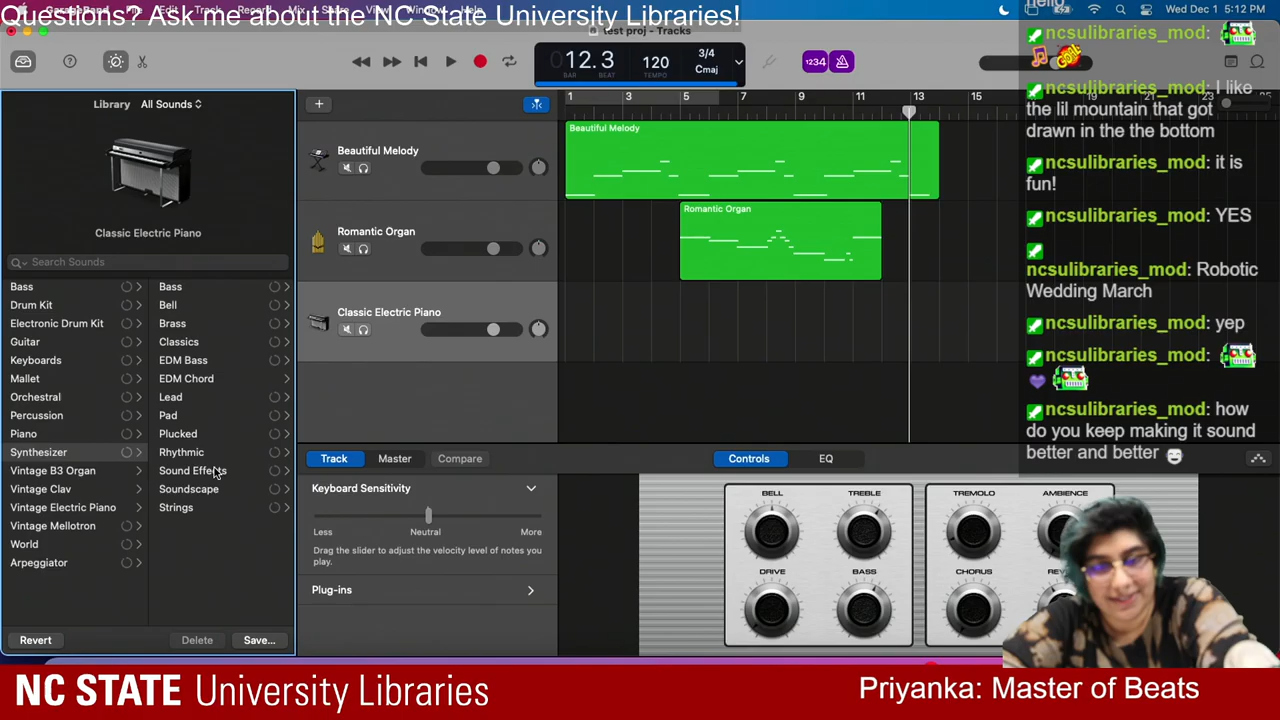 Questions? Ask me about the NC State University Libraries!
Wed Dec 1 5:12 PM
test proj - Tracks
012.3
BAR
BEAT
120
TEMPO
3/4
Cmaj
1234
Library
All Sounds
Classic Electric Piano
Search Sounds
Bass
Drum Kit
Electronic Drum Kit
Guitar
Keyboards
Mallet
Orchestral
Percussion
Piano
Synthesizer
Vintage B3 Organ
Vintage Clav
Vintage Electric Piano
Vintage Mellotron
World
Arpeggiator
Bass
Bell
Brass
Classics
EDM Bass
EDM Chord
Lead
Pad
Plucked
Rhythmic
Sound Effects
Soundscape
Strings
Revert
Delete
Save...
1 3 5 7 9 11 13 15
Beautiful Melody
Romantic Organ
Classic Electric Piano
Beautiful Melody
Romantic Organ
Track
Master
Compare
Controls
EQ
Keyboard Sensitivity
Less
Neutral
More
Drag the slider to adjust the velocity level of notes you
play.
Plug-ins
BELL
TREBLE
TREMOLO
AMBIENCE
DRIVE
BASS
CHORUS
hello
ncsulibraries_mod:
GOAL
ncsulibraries_mod: I like
the lil mountain that got
drawn in the the bottom
ncsulibraries_mod: it is
fun!
ncsulibraries_mod: YES
ncsulibraries_mod: Robotic
Wedding March
ncsulibraries_mod: yep
ncsulibraries_mod:
ncsulibraries_mod: how
do you keep making it sound
better and better
NC STATE University Libraries
Priyanka: Master of Beats